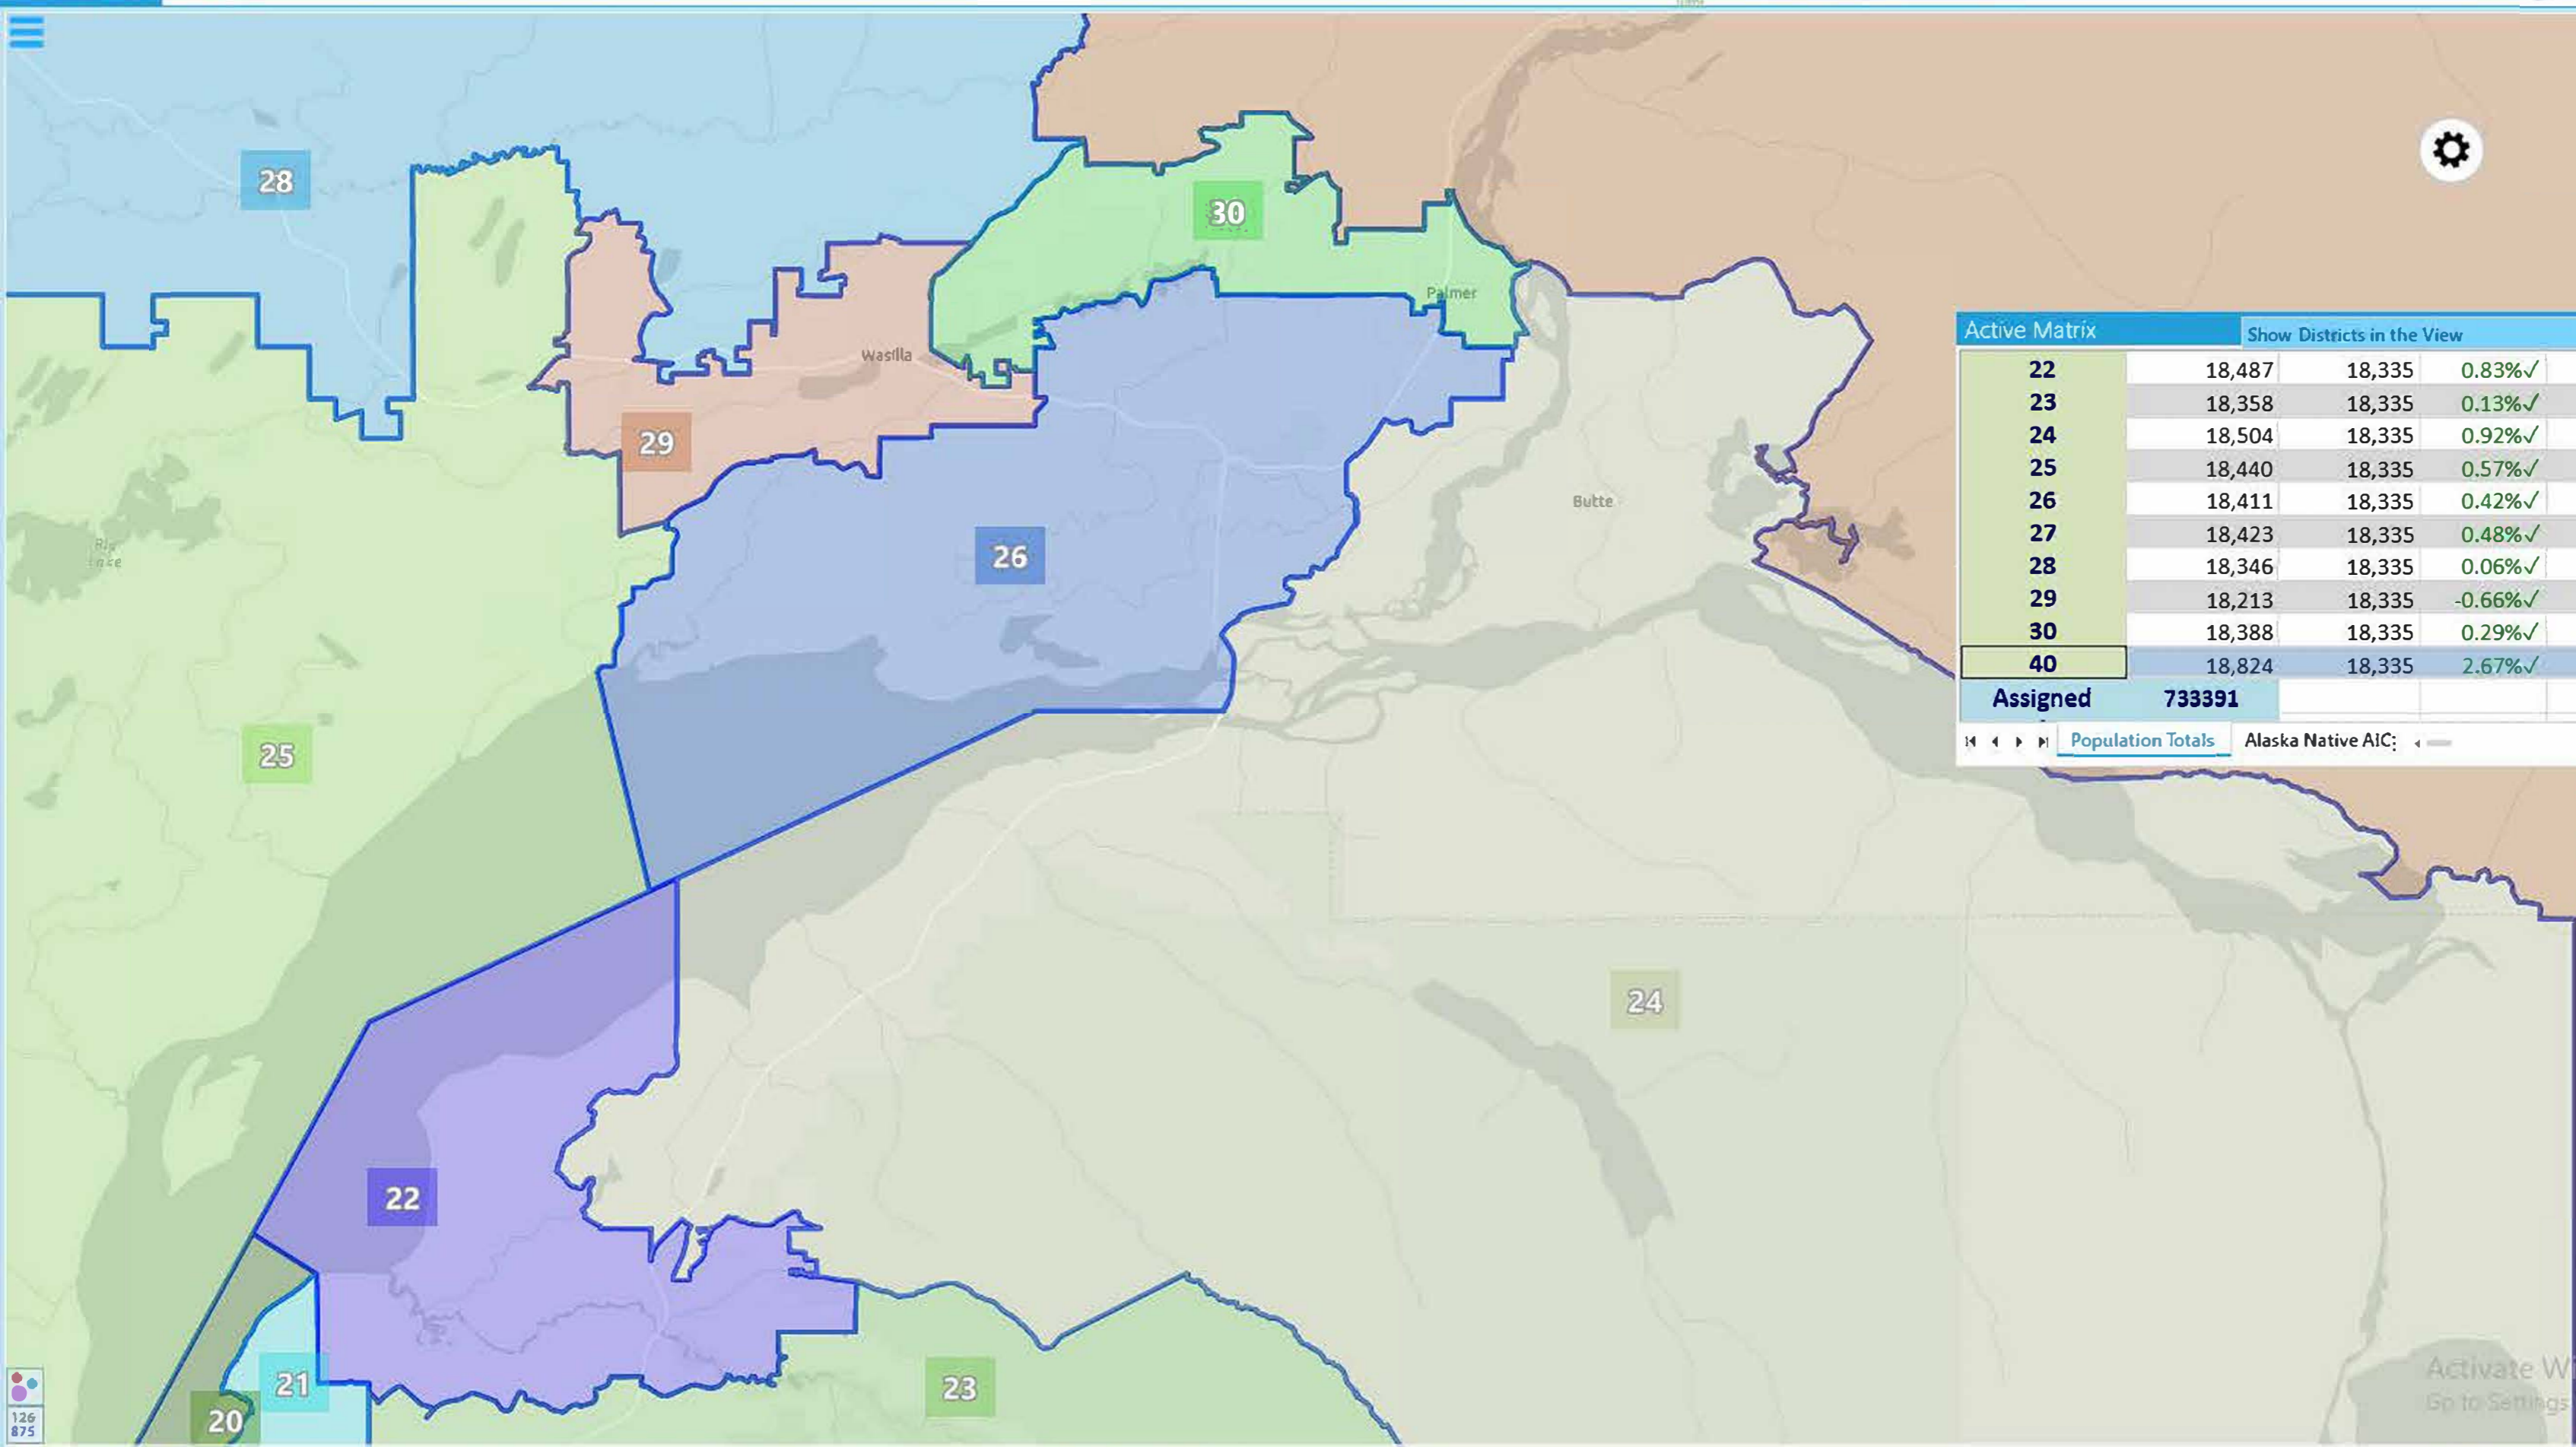 28
30
Palmer
Active Matrix
Show Districts in the View
Wasilla
22 18,487 18,335 0.83%✓
23 18,358 18,335 0.13%✓
29
24 18,504 18,335 0.92%✓
25 18,440 18,335 0.57%✓
Butte
26 18,411 18,335 0.42%✓
27 18,423 18,335 0.48%✓
26
28 18,346 18,335 0.06%✓
29 18,213 18,335 -0.66%✓
30 18,388 18,335 0.29%✓
40 18,824 18,335 2.67%✓
Assigned 733391
Population Totals Alaska Native AIC:
25
24
22
21
23
20
Activate W
Go to Settings
126
875